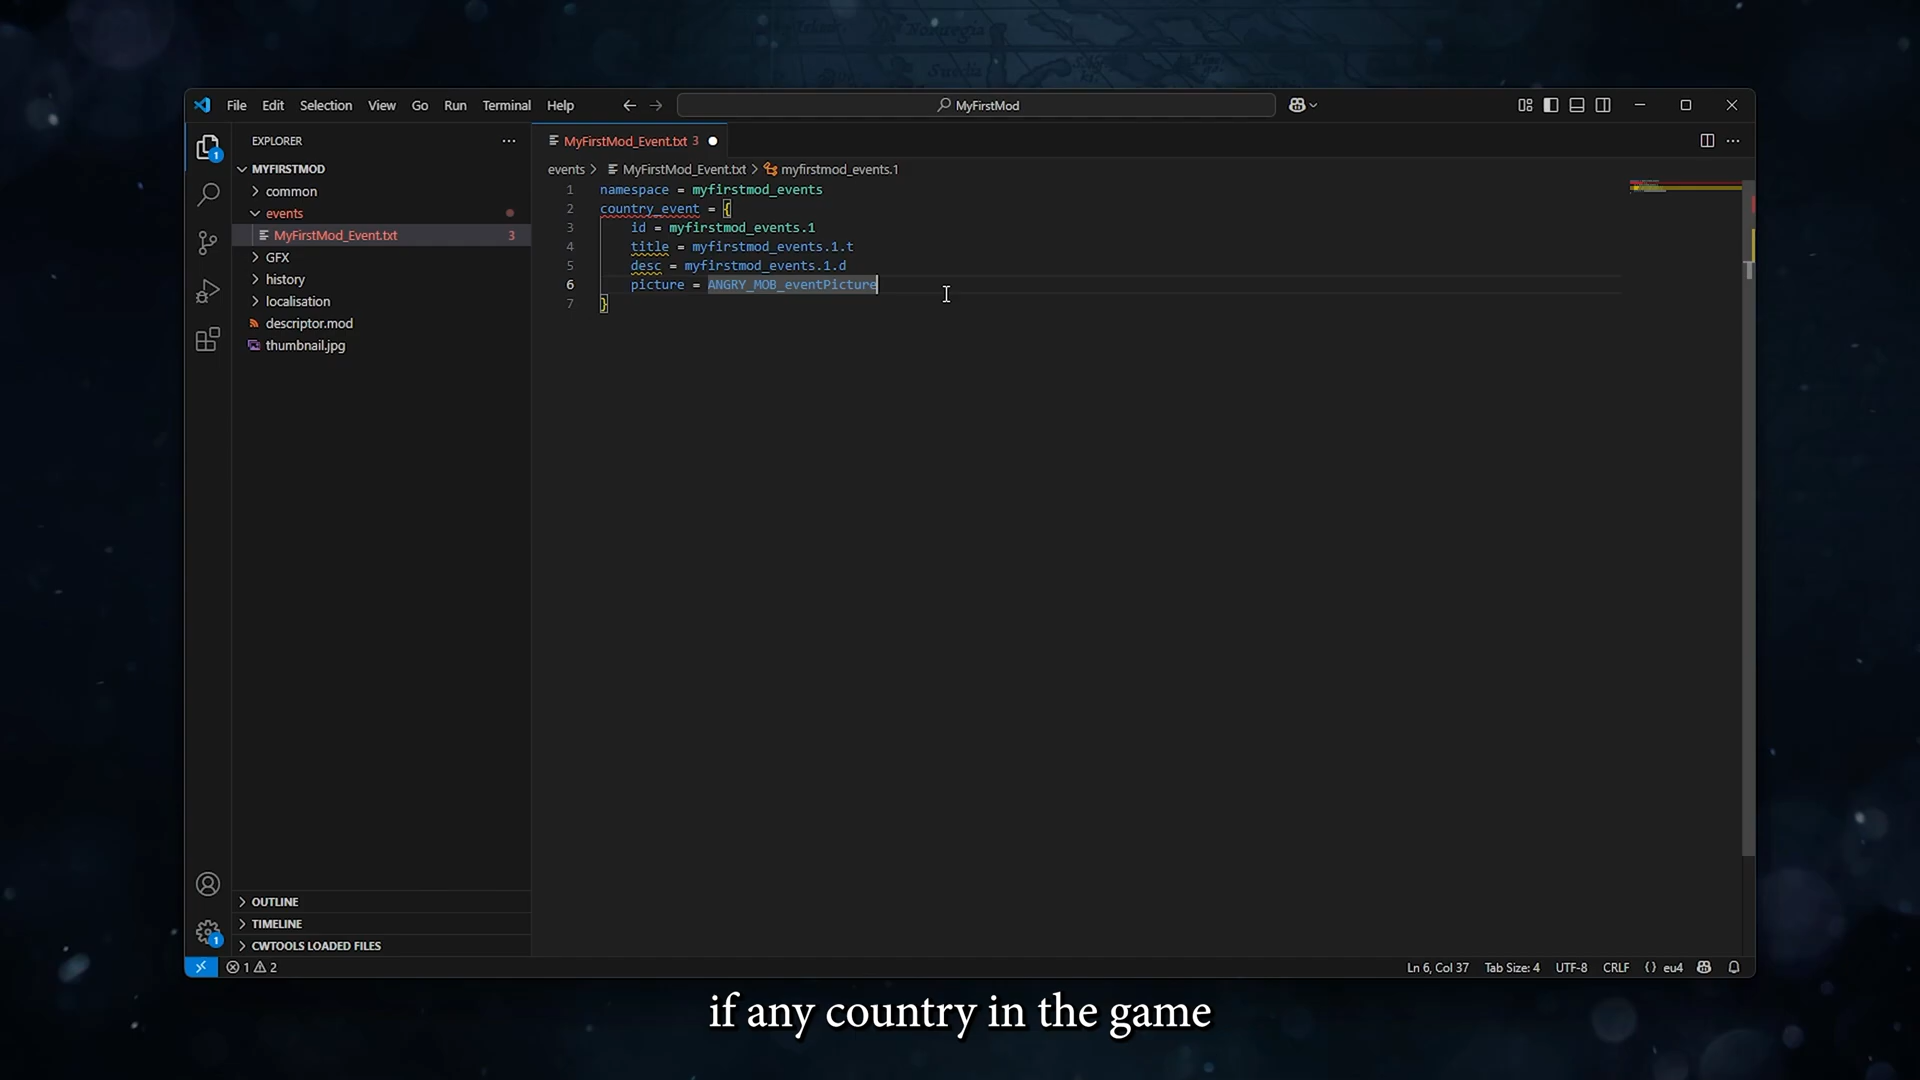 File Edit Selection View Go Run Terminal Help
MyFirstMod
EXPLORER
MYFIRSTMOD
common
events
MyFirstMod_Event.txt 3
GFX
history
localisation
descriptor.mod
thumbnail.jpg
OUTLINE
TIMELINE
CWTOOLS LOADED FILES
MyFirstMod_Event.txt 3
events > MyFirstMod_Event.txt > myfirstmod_events.1
1 namespace = myfirstmod_events
2 country_event = {
3 id = myfirstmod_events.1
4 title = myfirstmod_events.1.t
5 desc = myfirstmod_events.1.d
6 picture = ANGRY_MOB_eventPicture
7 }
1
1
1 2
Ln 6, Col 37 Tab Size: 4 UTF-8 CRLF {} eu4
if any country in the game